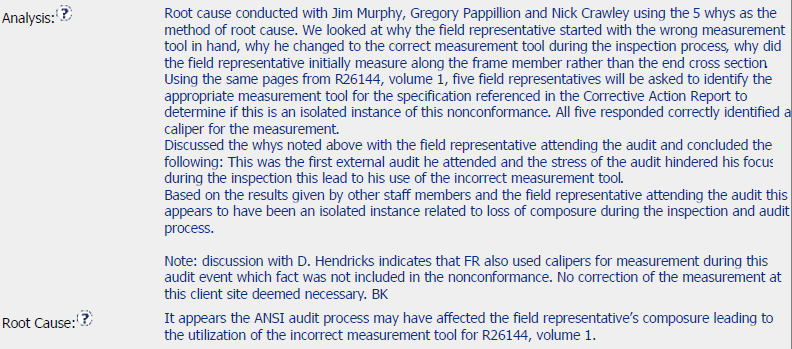 Analysis: ? Root cause conducted with Jim Murphy, Gregory Pappillion and Nick Crawley using the 5 whys as the
method of root cause. We looked at why the field representative started with the wrong measurement
tool in hand, why he changed to the correct measurement tool during the inspection process, why did
the field representative initially measure along the frame member rather than the end cross section.
Using the same pages from R26144, volume 1, five field representatives will be asked to identify the
appropriate measurement tool for the specification referenced in the Corrective Action Report to
determine if this is an isolated instance of this nonconformance. All five responded correctly identified a
caliper for the measurement.
Discussed the whys noted above with the field representative attending the audit and concluded the
following: This was the first external audit he attended and the stress of the audit hindered his focus
during the inspection this lead to his use of the incorrect measurement tool.
Based on the results given by other staff members and the field representative attending the audit this
appears to have been an isolated instance related to loss of composure during the inspection and audit
process.
Note: discussion with D. Hendricks indicates that FR also used calipers for measurement during this
audit event which fact was not included in the nonconformance. No correction of the measurement at
this client site deemed necessary. BK
Root Cause: ? It appears the ANSI audit process may have affected the field representative's composure leading to
the utilization of the incorrect measurement tool for R26144, volume 1.